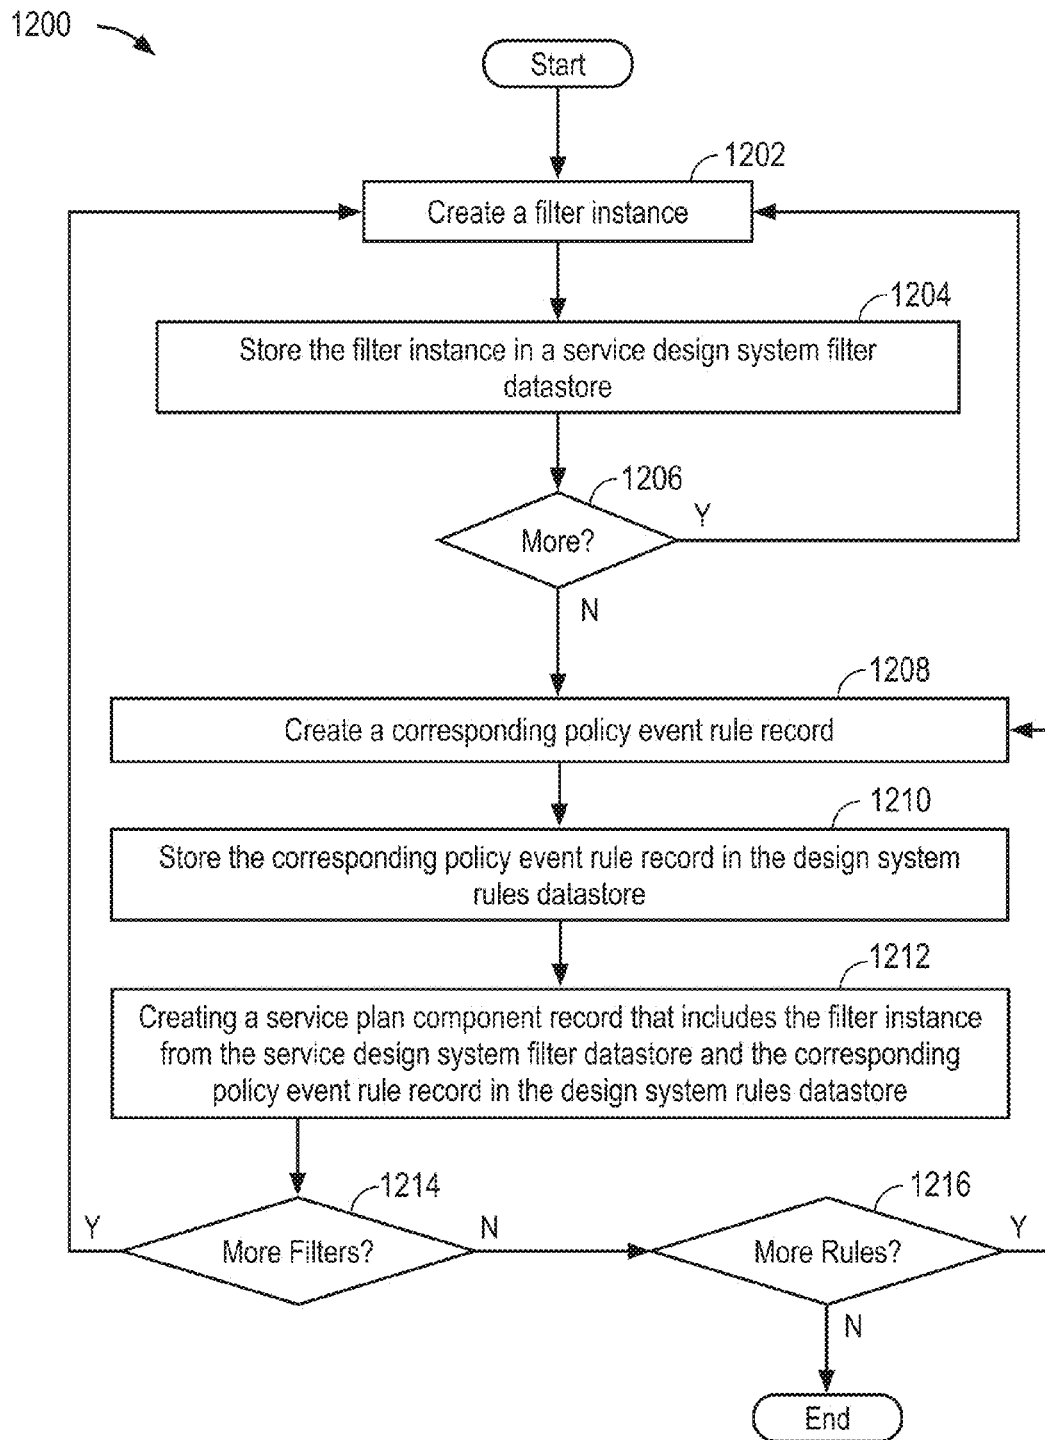 1200
Start
1202
Create a filter instance
1204
Store the filter instance in a service design system filter
datastore
1206
More?
Y
N
1208
Create a corresponding policy event rule record
1210
Store the corresponding policy event rule record in the design system
rules datastore
1212
Creating a service plan component record that includes the filter instance
from the service design system filter datastore and the corresponding
policy event rule record in the design system rules datastore
1214
1216
Y
More Filters?
N
More Rules?
Y
N
End